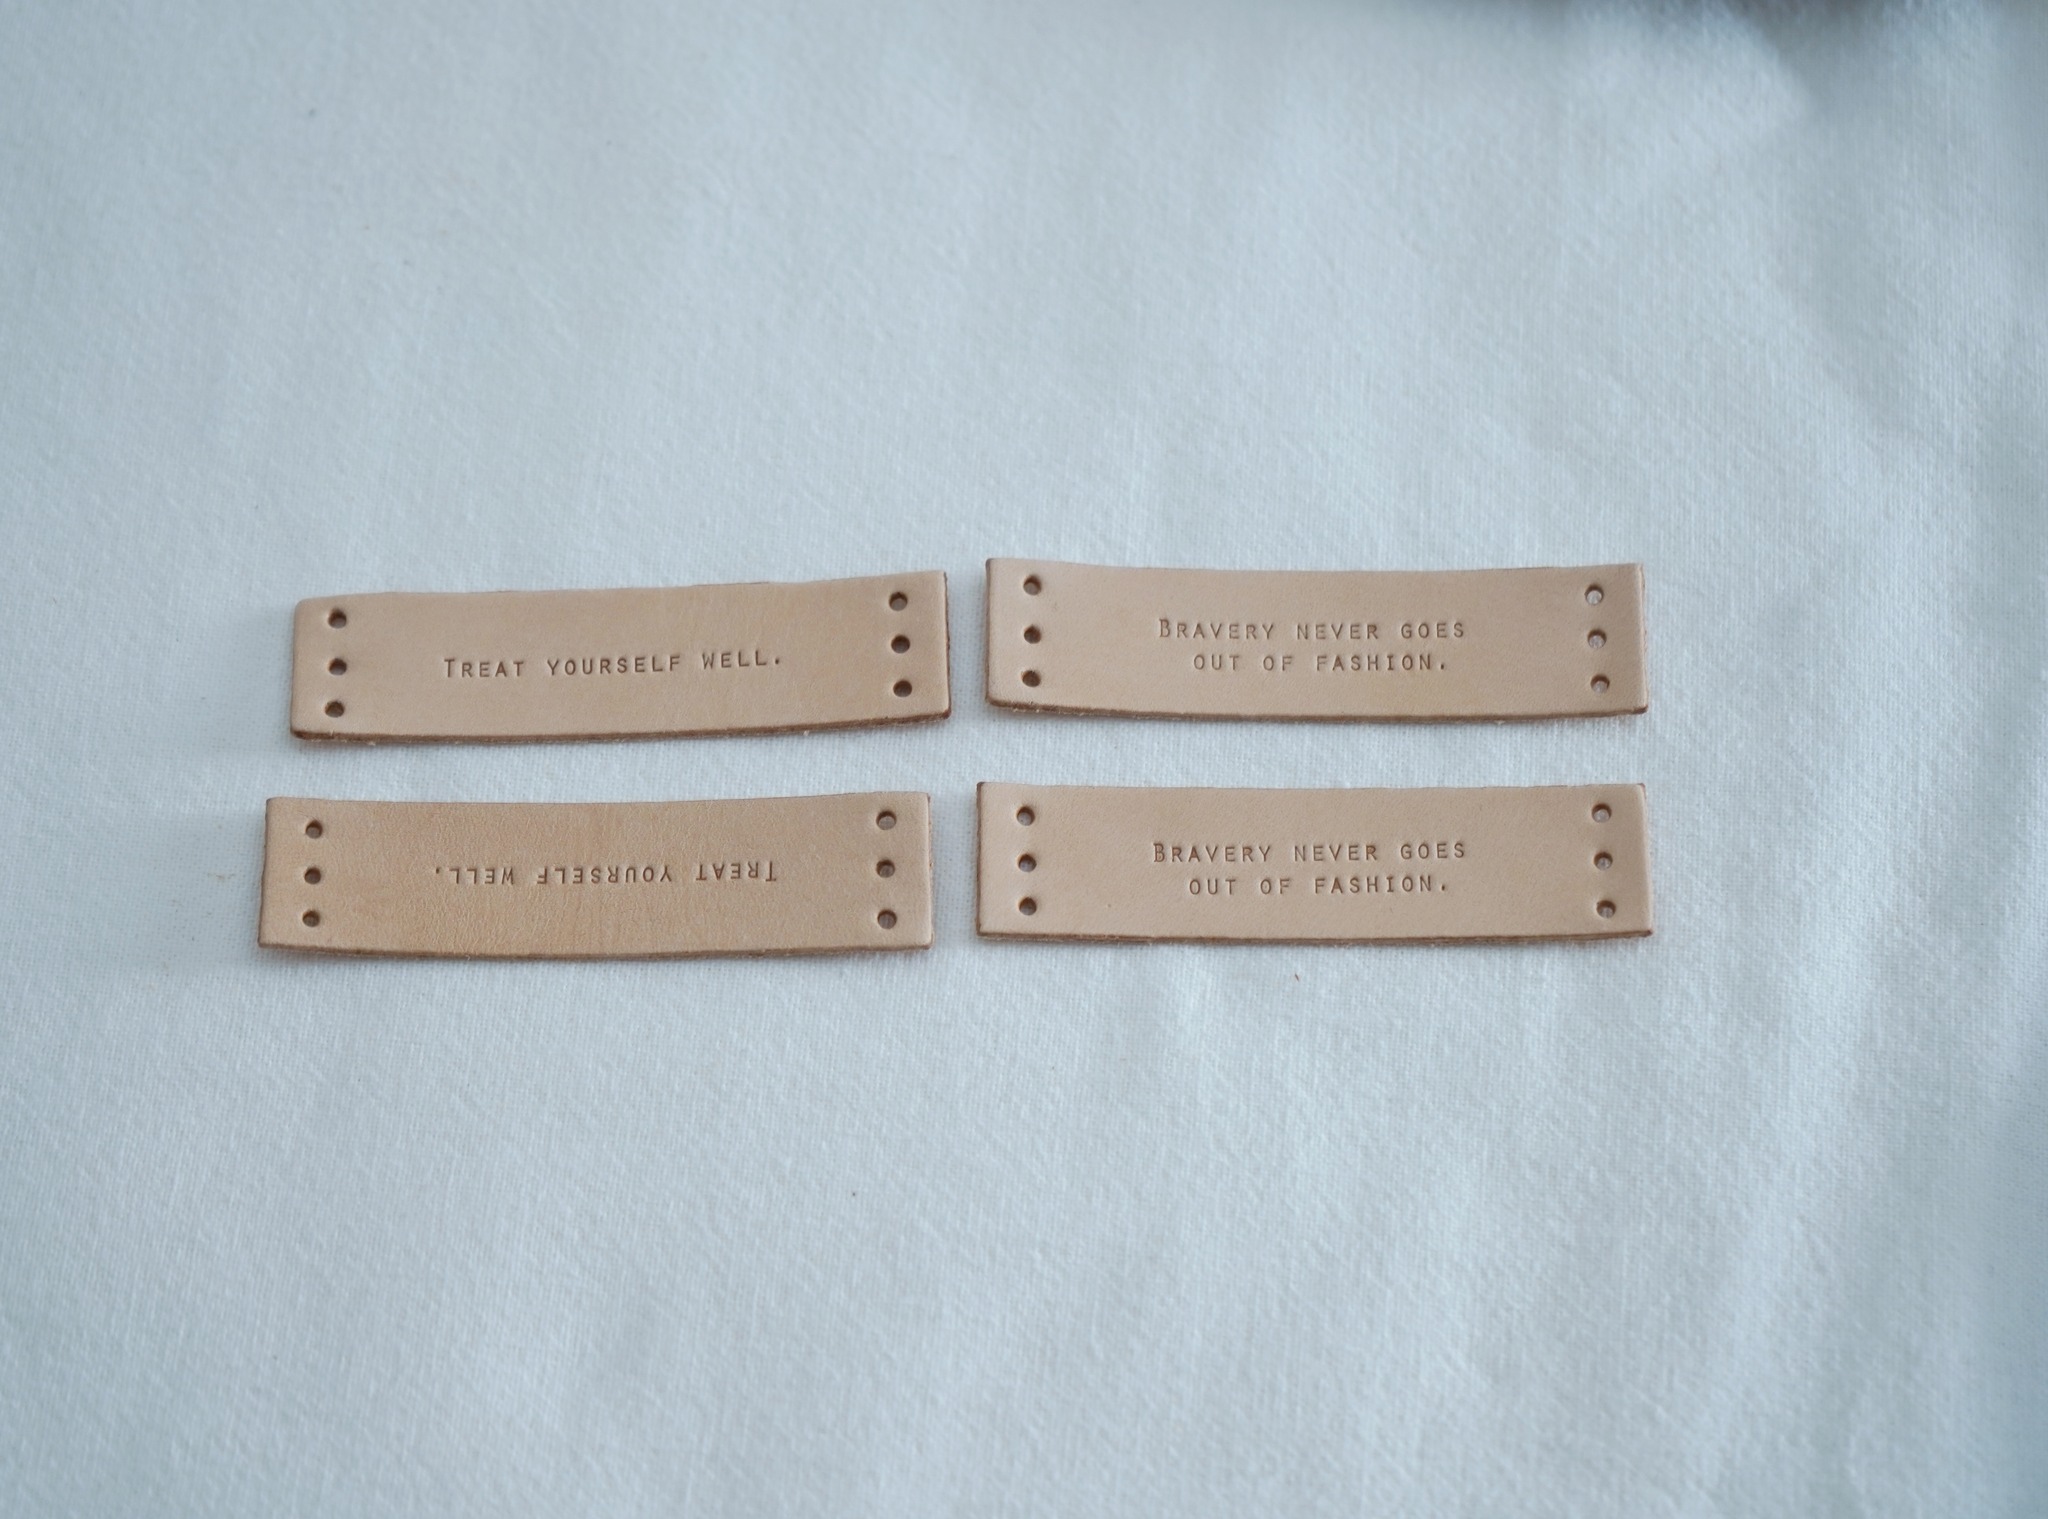 Treat yourself well.
Bravery never goes
out of fashion.
Treat yourself well.
Bravery never goes
out of fashion.